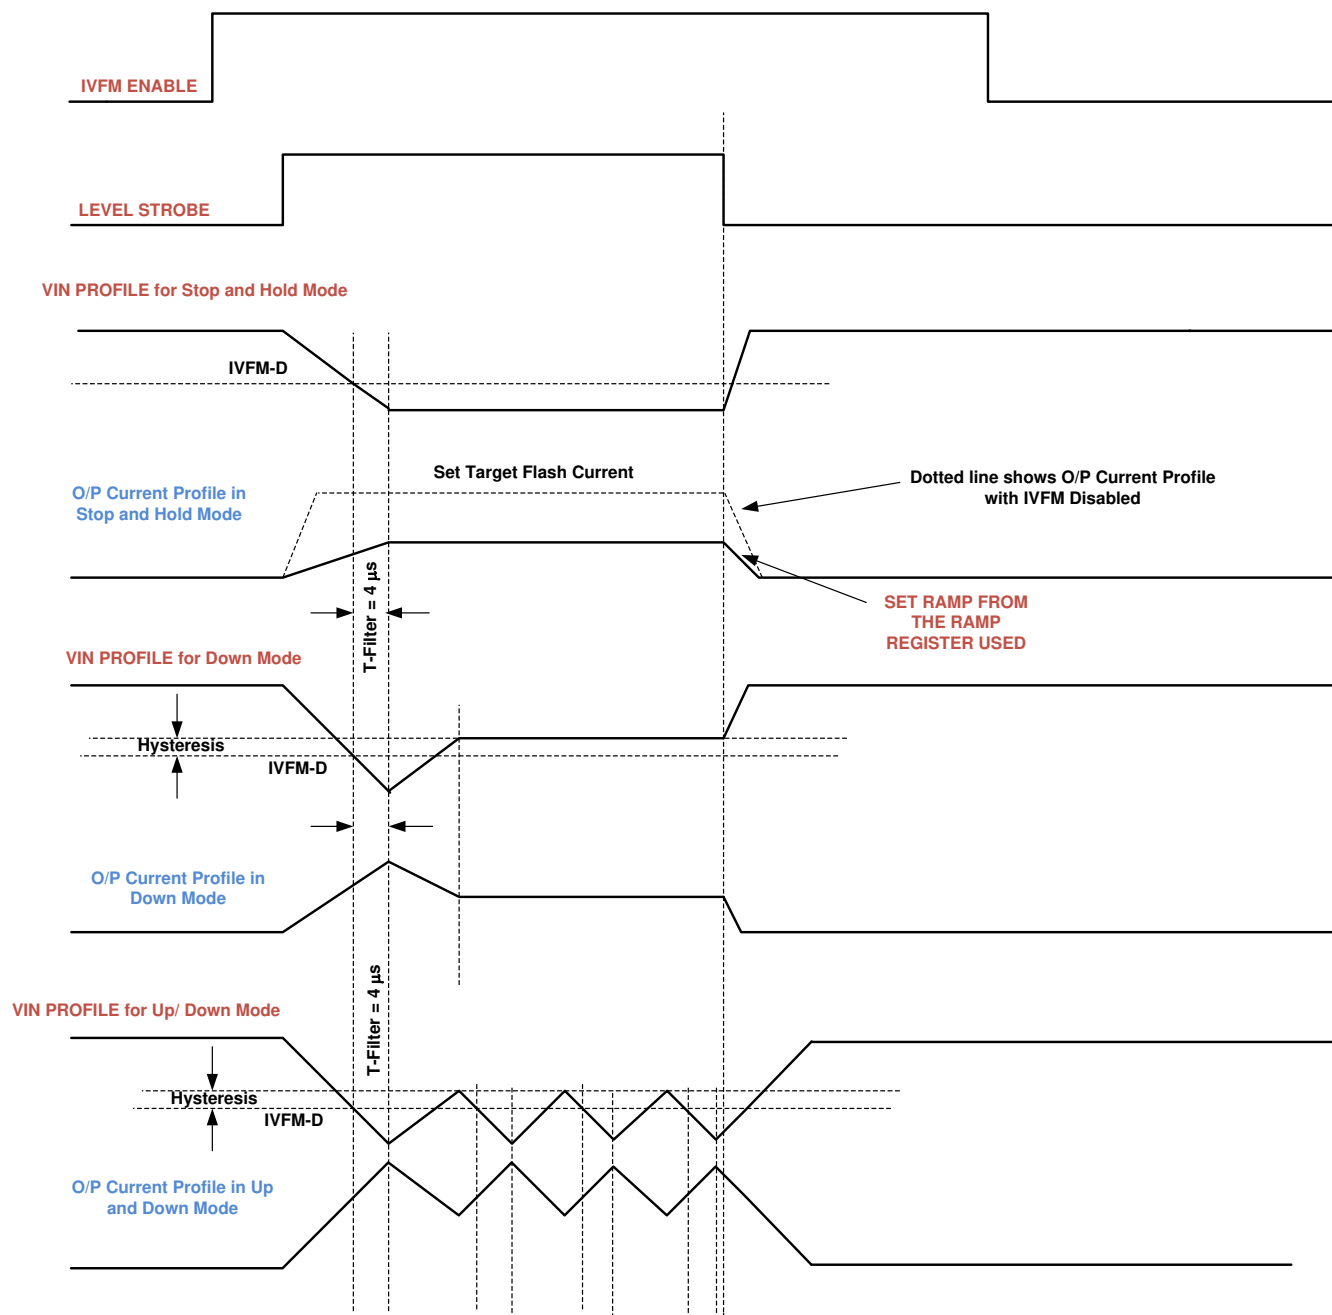 IVFM ENABLE
LEVEL STROBE
VIN PROFILE for Stop and Hold Mode
IVFM-D
Set Target Flash Current
O/P Current Profile in
Stop and Hold Mode
Dotted line shows O/P Current Profile
with IVFM Disabled
T-Filter = 4 µs
SET RAMP FROM
THE RAMP
REGISTER USED
VIN PROFILE for Down Mode
Hysteresis
IVFM-D
O/P Current Profile in
Down Mode
T-Filter = 4 µs
VIN PROFILE for Up/ Down Mode
Hysteresis
IVFM-D
O/P Current Profile in Up
and Down Mode